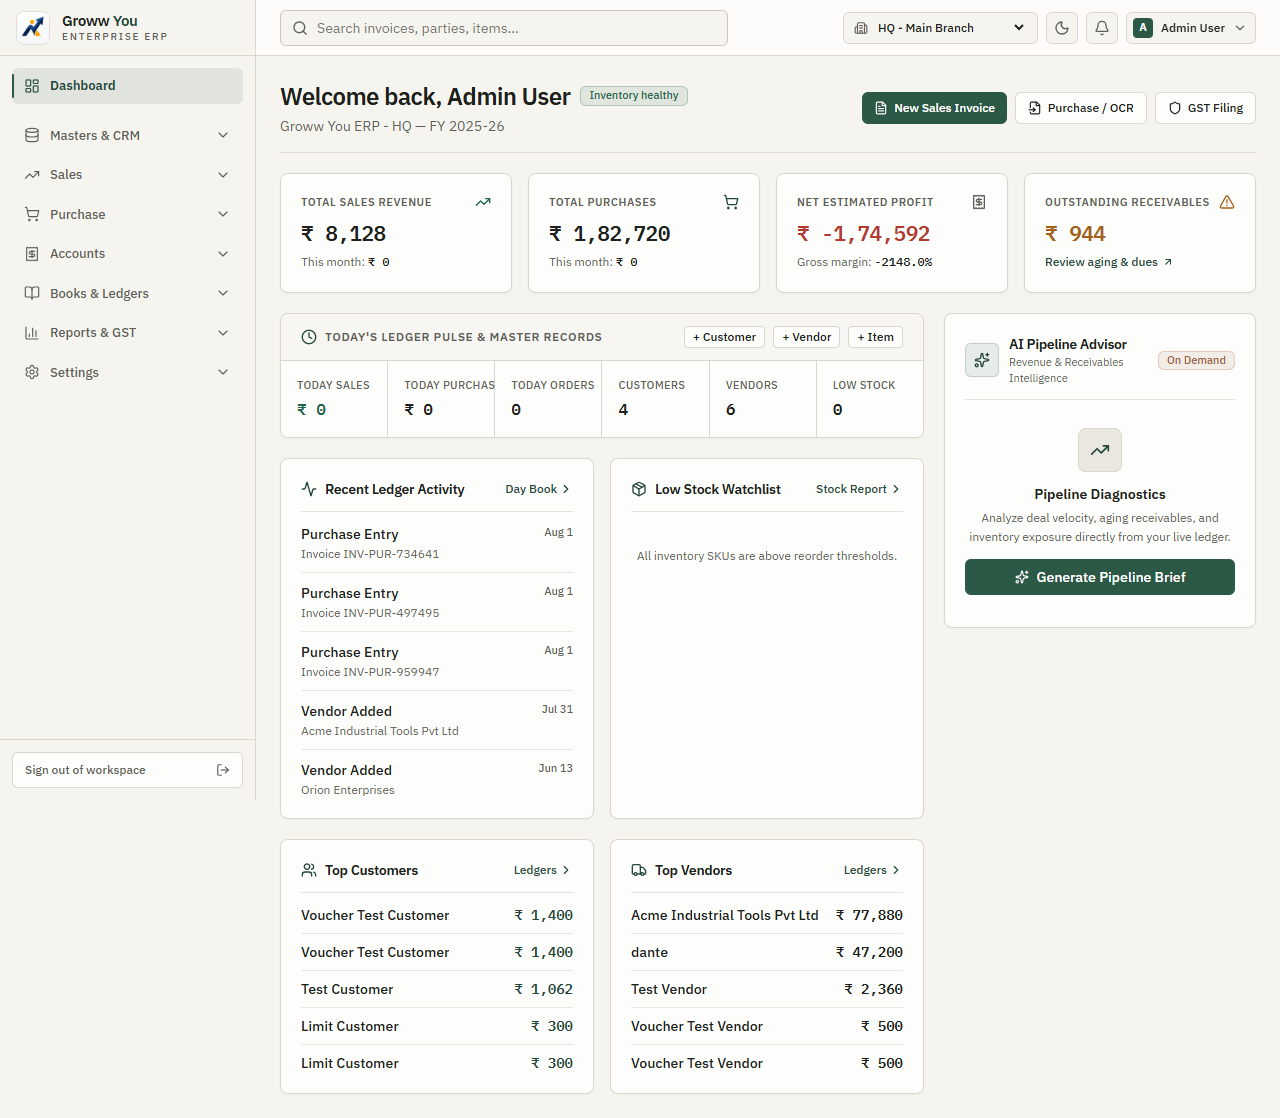 Groww You
ENTERPRISE ERP
Search invoices, parties, items...
HQ - Main Branch
A
Admin User
Dashboard
Masters & CRM
Sales
Purchase
Accounts
Books & Ledgers
Reports & GST
Settings
Sign out of workspace
Welcome back, Admin User
Inventory healthy
Groww You ERP - HQ — FY 2025-26
New Sales Invoice
Purchase / OCR
GST Filing
TOTAL SALES REVENUE
₹ 8,128
This month: ₹ 0
TOTAL PURCHASES
₹ 1,82,720
This month: ₹ 0
NET ESTIMATED PROFIT
₹ -1,74,592
Gross margin: -2148.0%
OUTSTANDING RECEIVABLES
₹ 944
Review aging & dues
TODAY'S LEDGER PULSE & MASTER RECORDS
+ Customer
+ Vendor
+ Item
TODAY SALES
₹ 0
TODAY PURCHAS
₹ 0
TODAY ORDERS
0
CUSTOMERS
4
VENDORS
6
LOW STOCK
0
AI Pipeline Advisor
Revenue & Receivables
Intelligence
On Demand
Pipeline Diagnostics
Analyze deal velocity, aging receivables, and
inventory exposure directly from your live ledger.
Generate Pipeline Brief
Recent Ledger Activity
Day Book
Purchase Entry
Aug 1
Invoice INV-PUR-734641
Purchase Entry
Aug 1
Invoice INV-PUR-497495
Purchase Entry
Aug 1
Invoice INV-PUR-959947
Vendor Added
Jul 31
Acme Industrial Tools Pvt Ltd
Vendor Added
Jun 13
Orion Enterprises
Low Stock Watchlist
Stock Report
All inventory SKUs are above reorder thresholds.
Top Customers
Ledgers
Voucher Test Customer ₹ 1,400
Voucher Test Customer ₹ 1,400
Test Customer ₹ 1,062
Limit Customer ₹ 300
Limit Customer ₹ 300
Top Vendors
Ledgers
Acme Industrial Tools Pvt Ltd ₹ 77,880
dante ₹ 47,200
Test Vendor ₹ 2,360
Voucher Test Vendor ₹ 500
Voucher Test Vendor ₹ 500